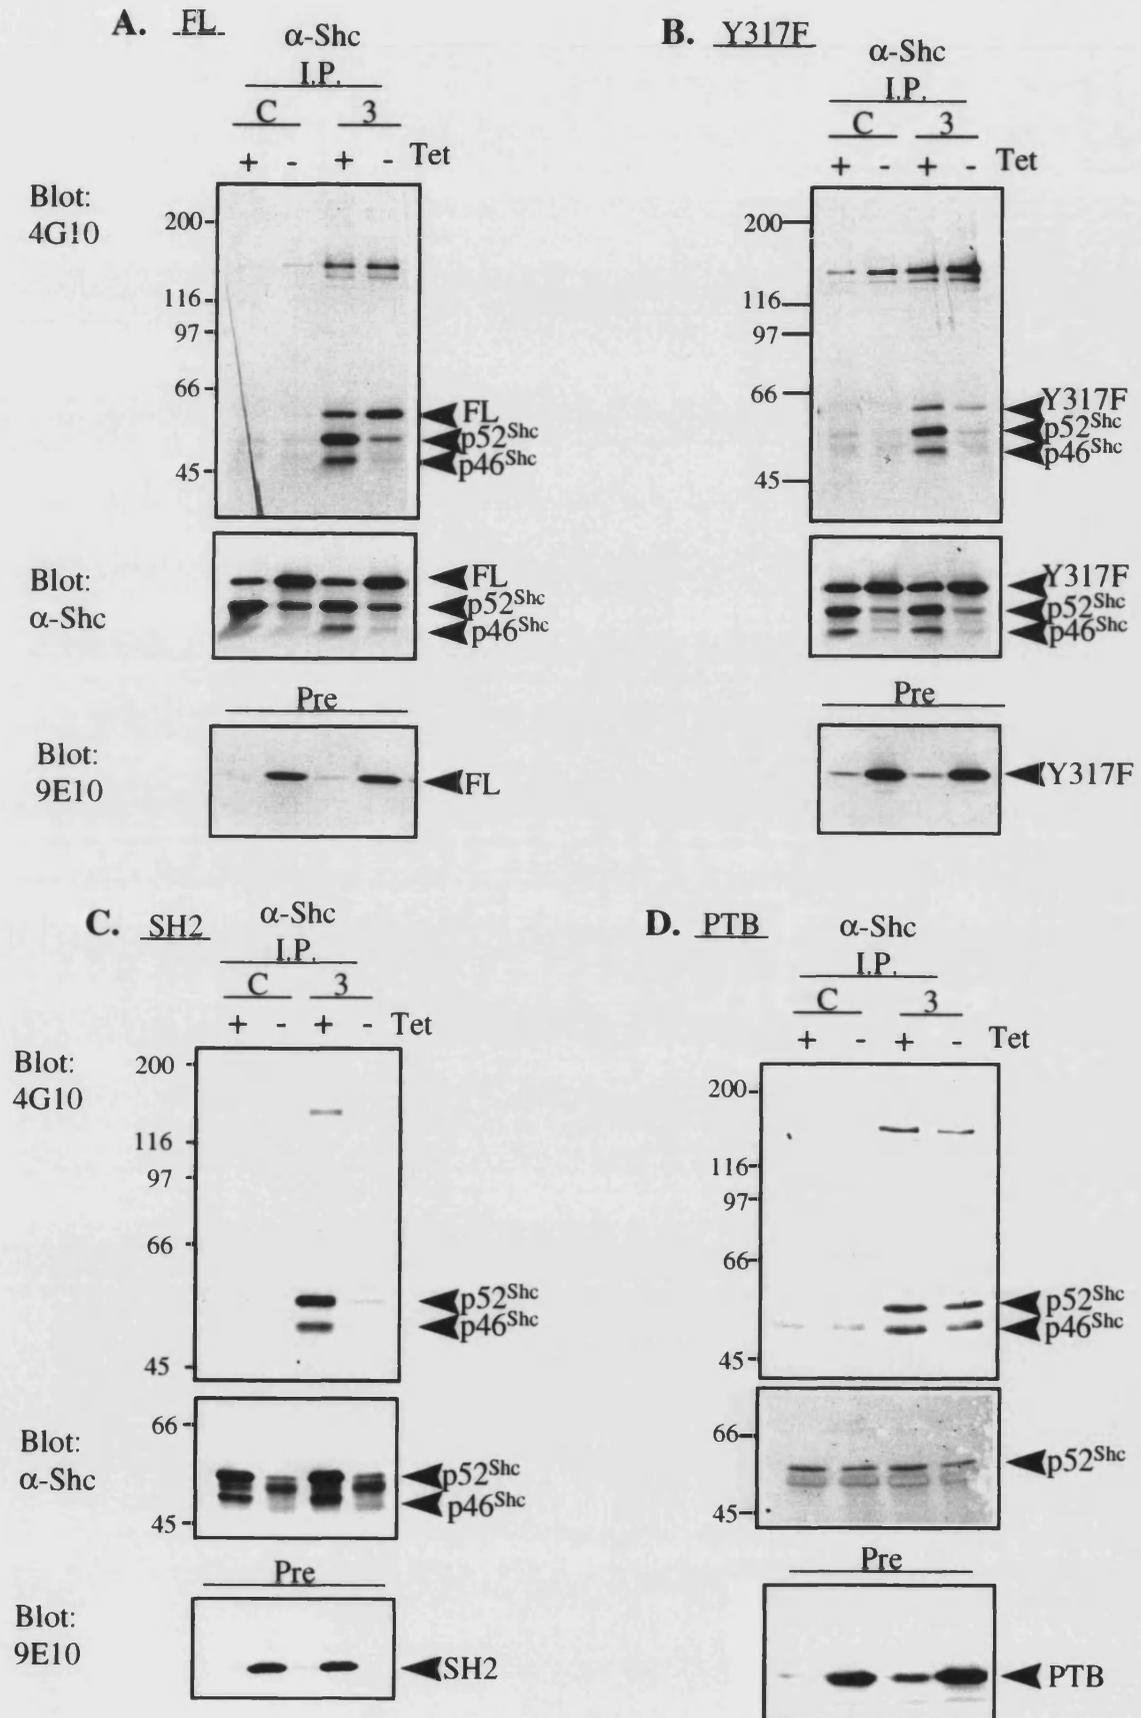 A. FL
α-Shc
I.P.
C 3
+ - + - Tet
Blot:
4G10
200
116
97
66
45
FL
p52Shc
p46Shc
Blot:
α-Shc
FL
p52Shc
p46Shc
Pre
Blot:
9E10
FL
B. Y317F
α-Shc
I.P.
C 3
+ - + - Tet
200
116
97
66
45
Y317F
p52Shc
p46Shc
Y317F
p52Shc
p46Shc
Pre
Y317F
C. SH2
α-Shc
I.P.
C 3
+ - + - Tet
Blot:
4G10
200
116
97
66
45
p52Shc
p46Shc
Blot:
α-Shc
66
45
p52Shc
p46Shc
Pre
Blot:
9E10
SH2
D. PTB
α-Shc
I.P.
C 3
+ - + - Tet
200
116
97
66
45
p52Shc
p46Shc
66
45
p52Shc
Pre
PTB